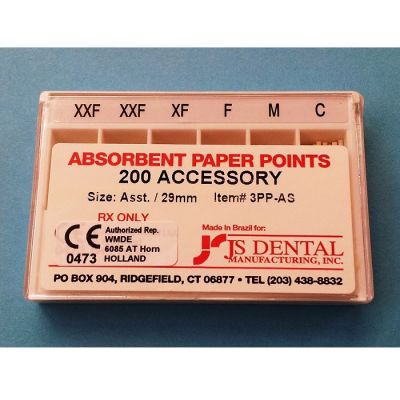 XXF XXF XF F M C
ABSORBENT PAPER POINTS
200 ACCESSORY
Size: Asst. / 29mm Item# 3PP-AS
RX ONLY
CE 0473
Authorized Rep.
WMDE
6085 AT Horn
HOLLAND
Made in Brazil for:
JS DENTAL
MANUFACTURING, INC.
PO BOX 904, RIDGEFIELD, CT 06877 • TEL (203) 438-8832